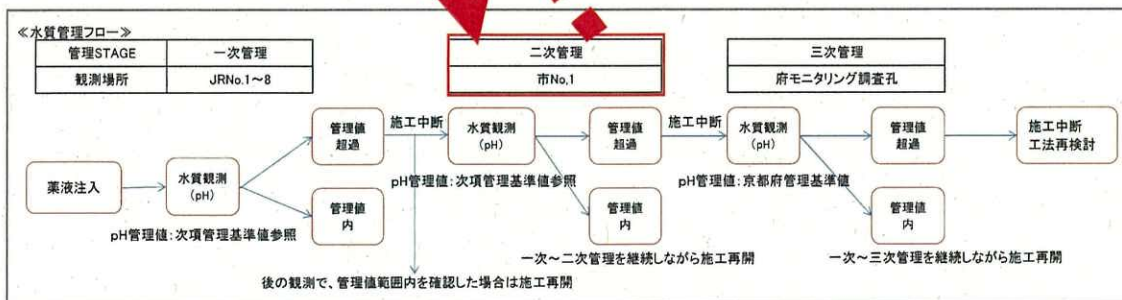 ≪水質管理フロー≫
管理STAGE 一次管理
観測場所 JRNo.1~8
二次管理
市No,1
三次管理
府モニタリング調査孔
薬液注入
水質観測
(pH)
pH管理値:次項管理基準値参照
管理値
超過
管理値
内
施工中断
後の観測で、管理値範囲内を確認した場合は施工再開
水質観測
(pH)
pH管理値:次項管理基準値参照
管理値
超過
管理値
内
一次~二次管理を継続しながら施工再開
施工中断
水質観測
(pH)
pH管理値:京都府管理基準値
管理値
超過
管理値
内
一次~三次管理を継続しながら施工再開
施工中断
工法再検討